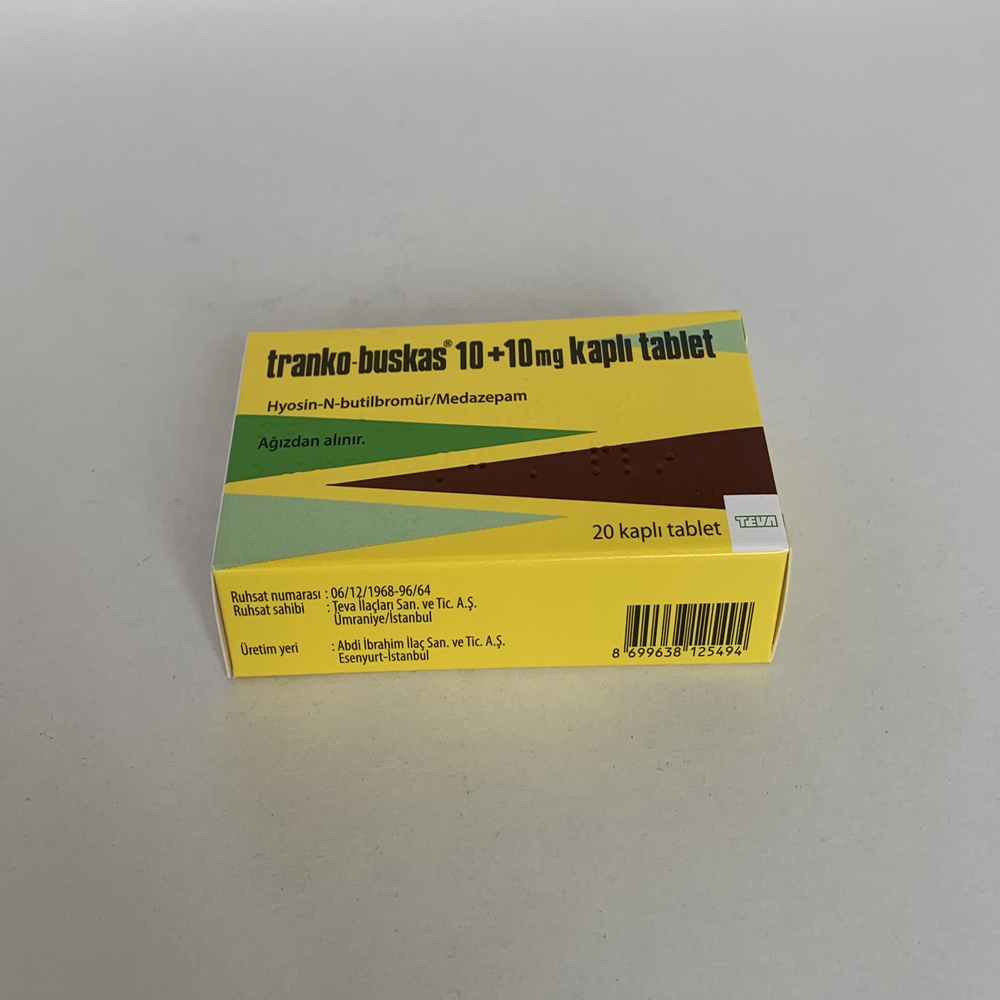 tranko-buskas® 10+10 mg kaplı tablet
Hyosin-N-butilbromür/Medazepam
Ağızdan alınır.
20 kaplı tablet
TEVA
Ruhsat numarası : 06/12/1968-96/64
Ruhsat sahibi : Teva İlaçları San. ve Tic. A.Ş.
Ümraniye/İstanbul
Üretim yeri : Abdi İbrahim İlaç San. ve Tic. A.Ş.
Esenyurt-İstanbul
8 699638 125494